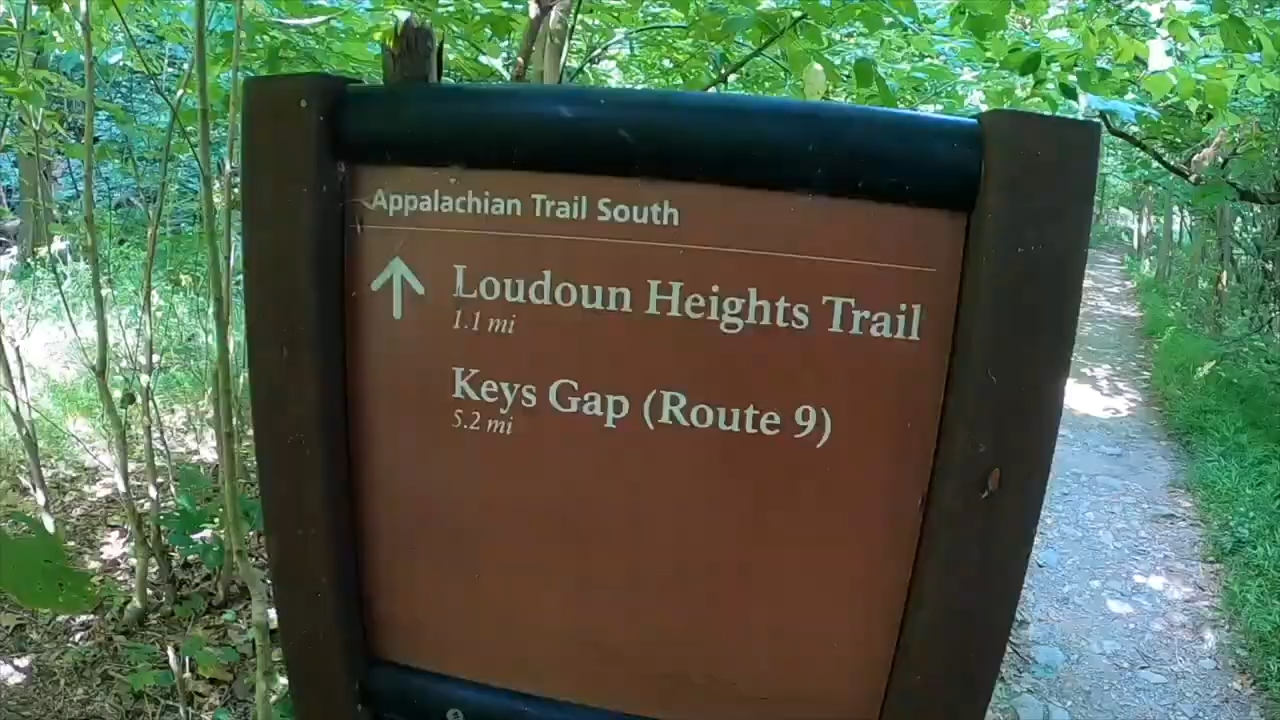 Appalachian Trail South
Loudoun Heights Trail
1.1 mi
Keys Gap (Route 9)
5.2 mi